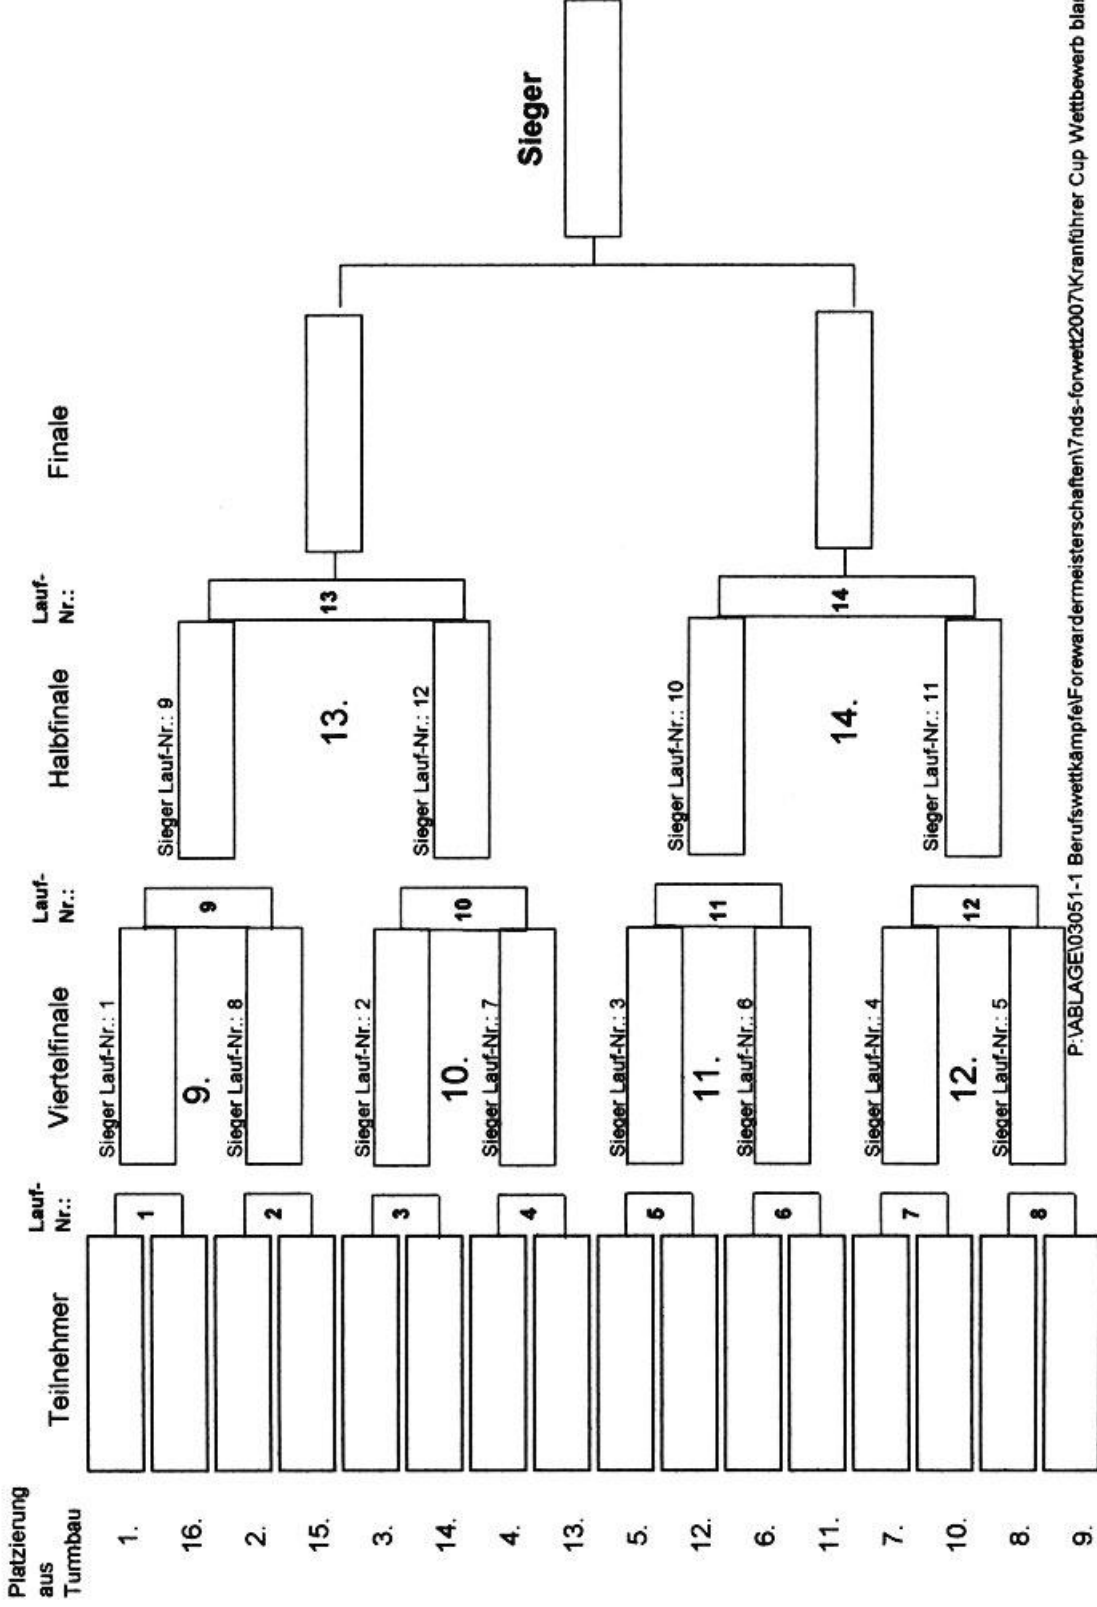 Platzierung
aus
Turmbau
Teilnehmer
Lauf-
Nr.:
Viertelfinale
Lauf-
Nr.:
Halbfinale
Lauf-
Nr.:
Finale
1.
16.
2.
15.
3.
14.
4.
13.
5.
12.
6.
11.
7.
10.
8.
9.
1
2
3
4
5
6
7
8
Sieger Lauf-Nr.: 1
9.
Sieger Lauf-Nr.: 8
Sieger Lauf-Nr.: 2
10.
Sieger Lauf-Nr.: 7
Sieger Lauf-Nr.: 3
11.
Sieger Lauf-Nr.: 6
Sieger Lauf-Nr.: 4
12.
Sieger Lauf-Nr.: 5
9
10
11
12
Sieger Lauf-Nr.: 9
13.
Sieger Lauf-Nr.: 12
Sieger Lauf-Nr.: 10
14.
Sieger Lauf-Nr.: 11
13
14
Sieger
P:\ABLAGE\03051-1 Berufswettkämpfe\Forewardermeisterschaften\7nds-forwett2007\Kranführer Cup Wettbewerb